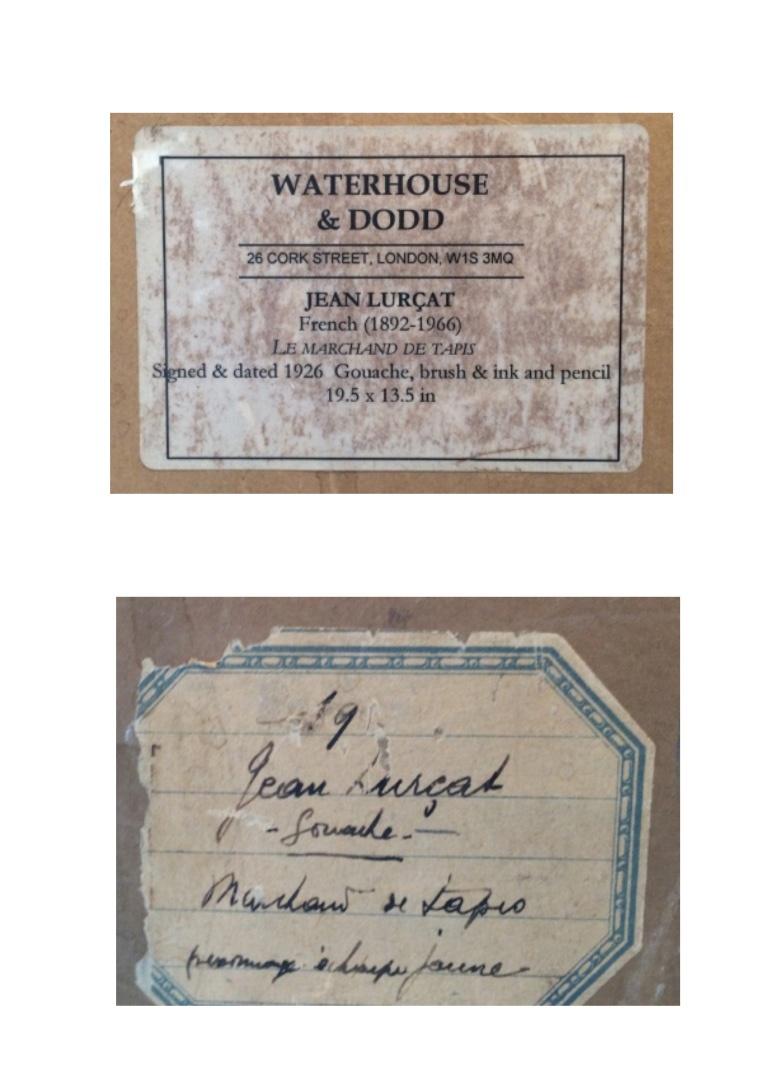 WATERHOUSE
& DODD
26 CORK STREET, LONDON, W1S 3MQ
JEAN LURÇAT
French (1892-1966)
LE MARCHAND DE TAPIS
Signed & dated 1926 Gouache, brush & ink and pencil
19.5 x 13.5 in
19
Jean Lurçat
- Gouache -
Marchand de tapis
personnage écharpe jaune